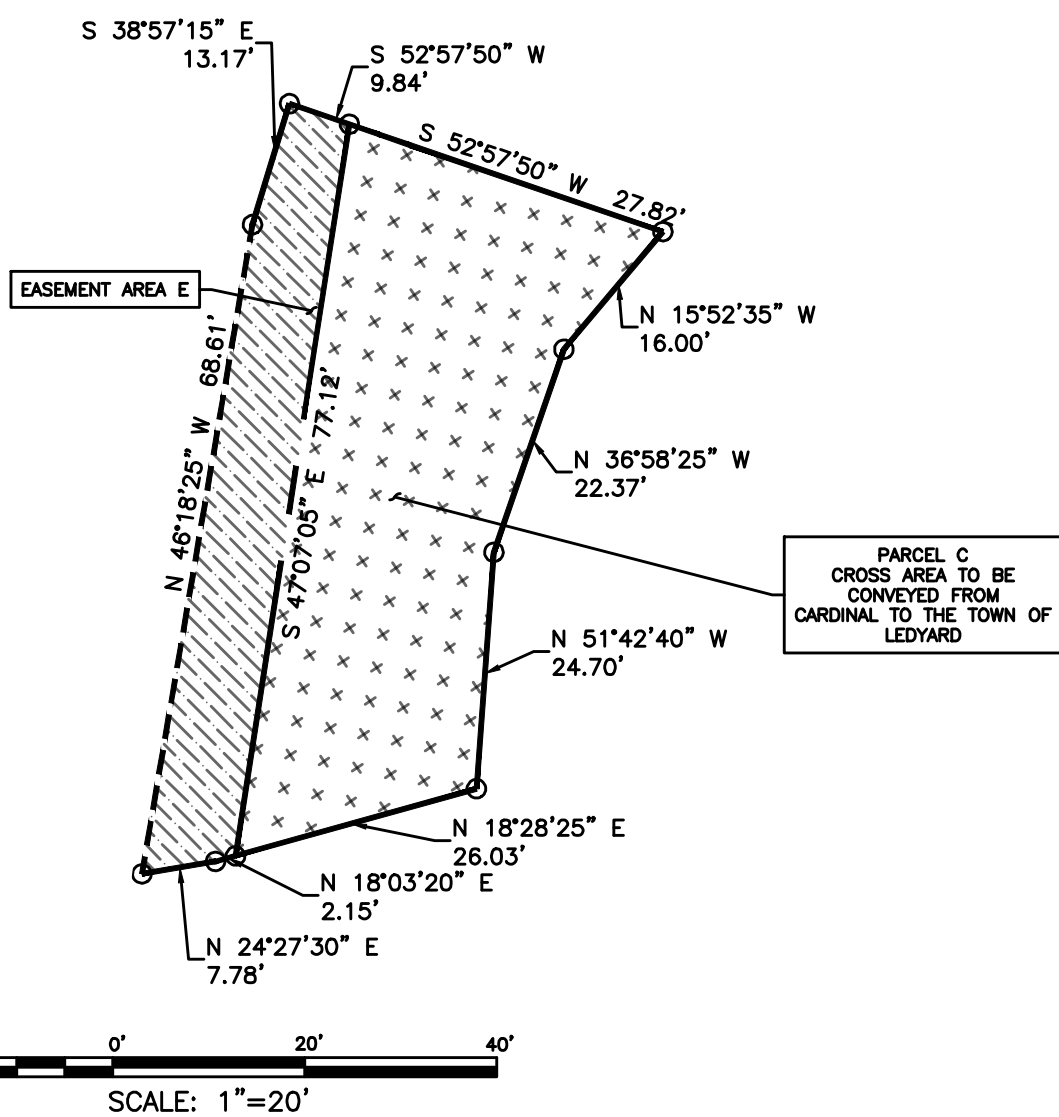 S 38°57'15" E
13.17'
S 52°57'50" W
9.84'
S 52°57'50" W 27.82'
EASEMENT AREA E
N 15°52'35" W
16.00'
N 46°18'25" W 68.61'
S 47°07'05" E 77.12'
N 36°58'25" W
22.37'
PARCEL C
CROSS AREA TO BE
CONVEYED FROM
CARDINAL TO THE TOWN OF
LEDYARD
N 51°42'40" W
24.70'
N 18°28'25" E
26.03'
N 18°03'20" E
2.15'
N 24°27'30" E
7.78'
0' 20' 40'
SCALE: 1"=20'